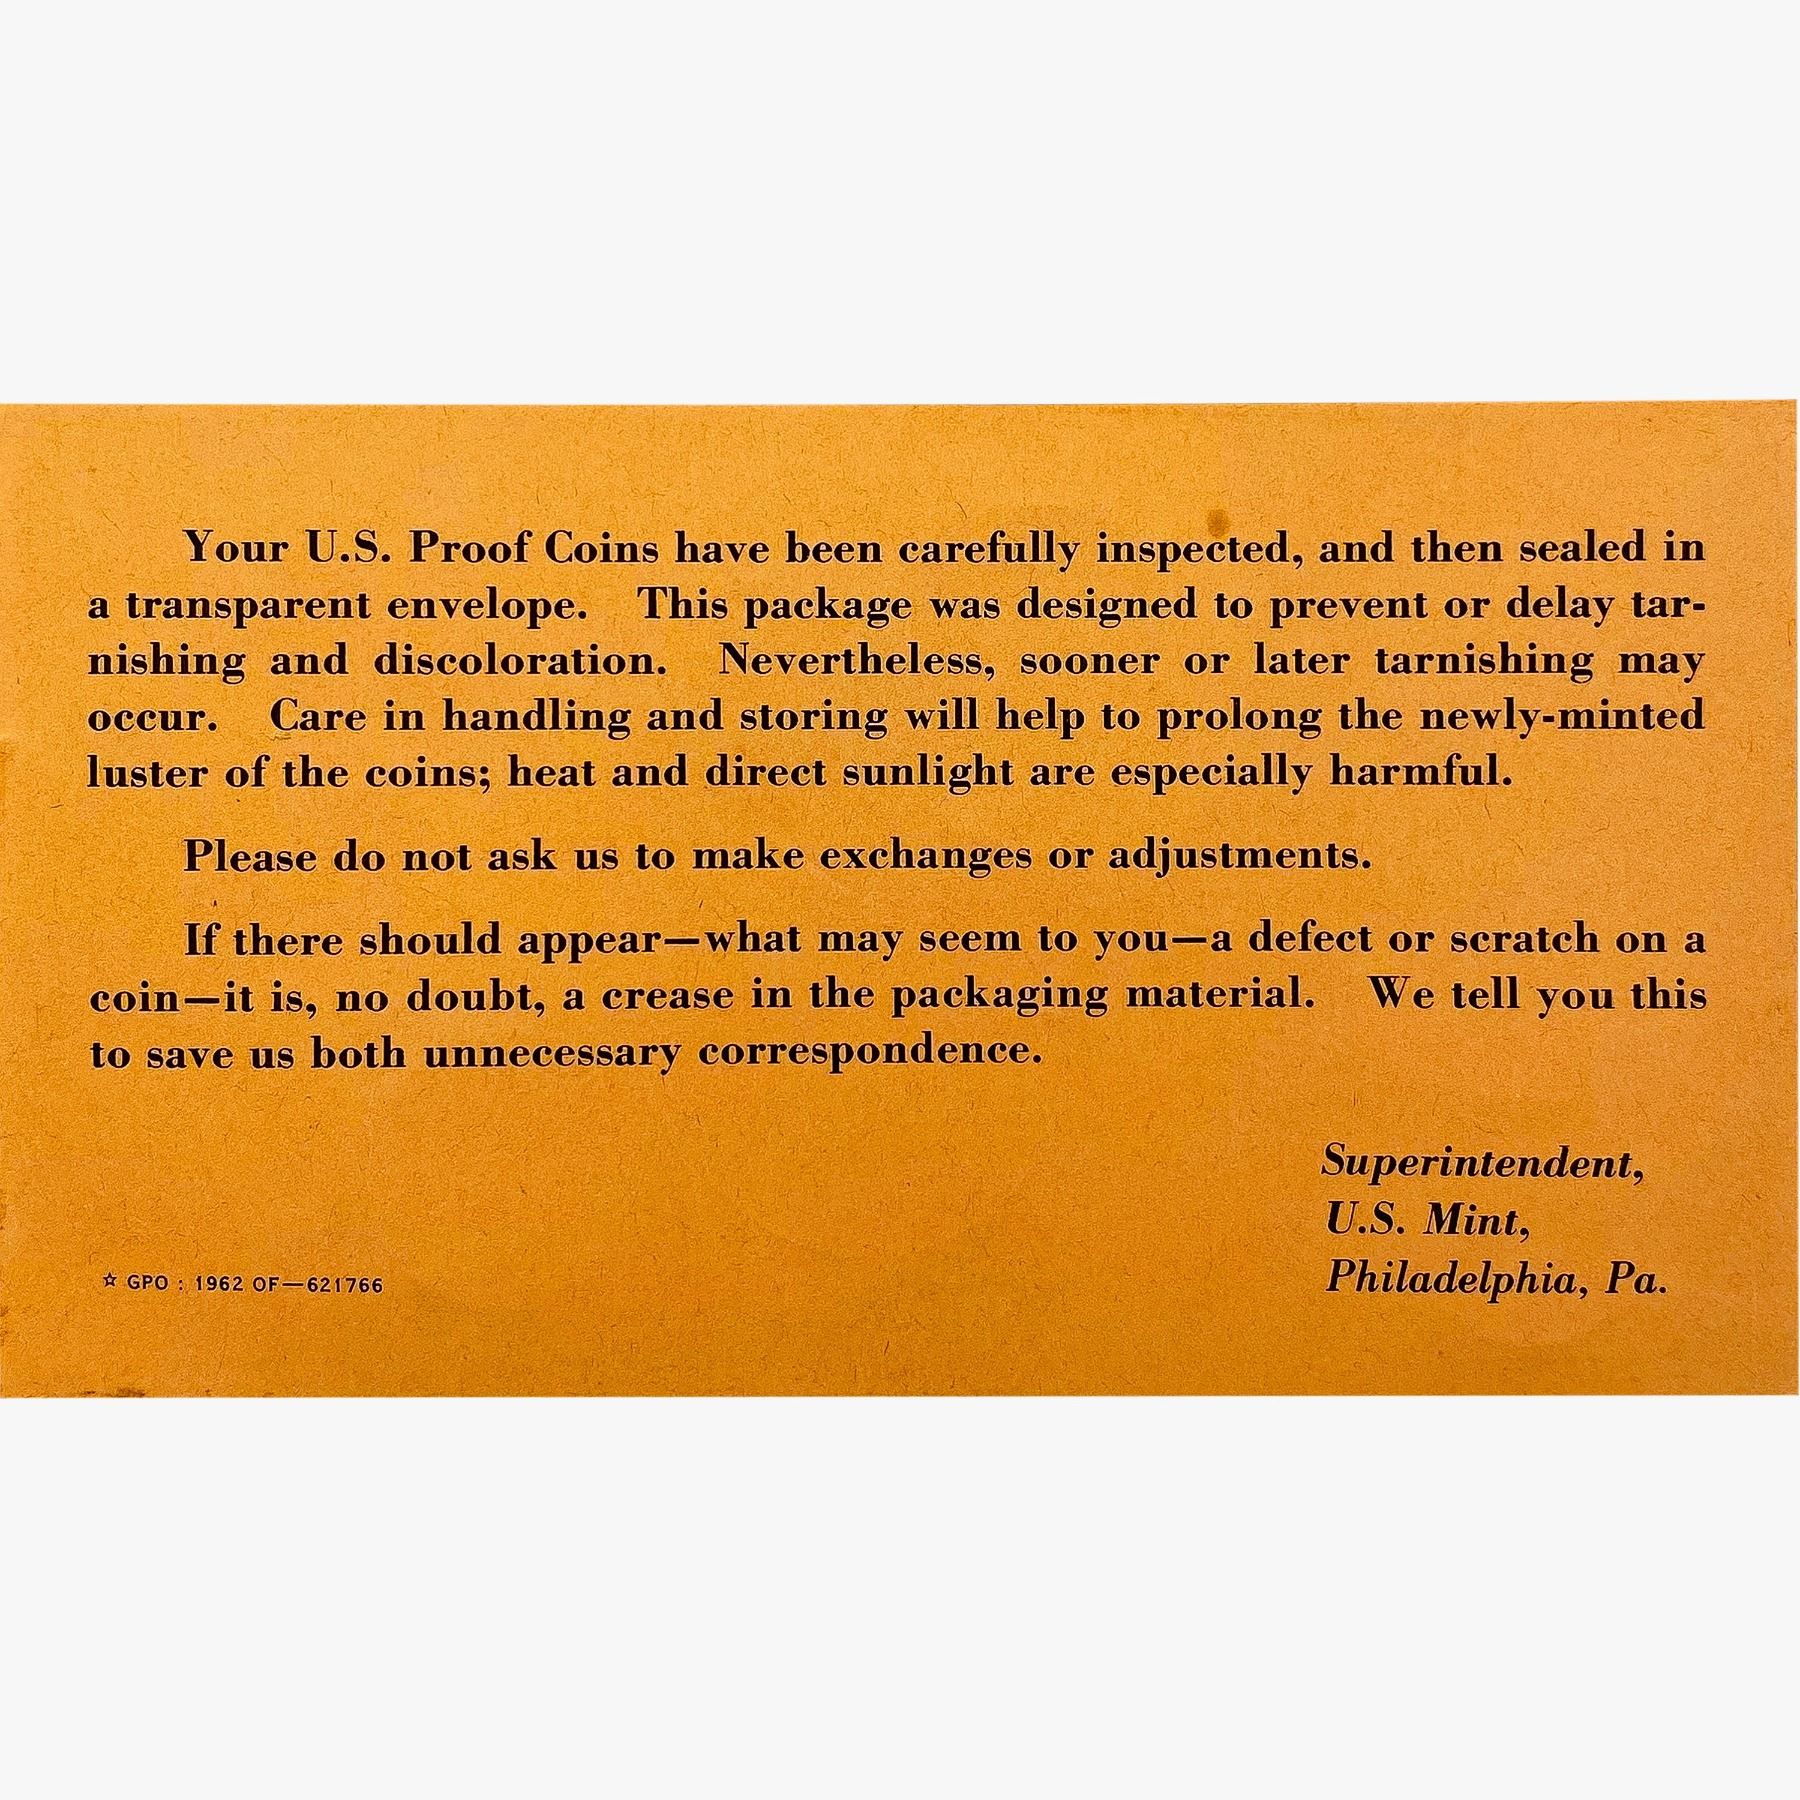 Your U.S. Proof Coins have been carefully inspected, and then sealed in
a transparent envelope. This package was designed to prevent or delay tar-
nishing and discoloration. Nevertheless, sooner or later tarnishing may
occur. Care in handling and storing will help to prolong the newly-minted
luster of the coins; heat and direct sunlight are especially harmful.
Please do not ask us to make exchanges or adjustments.
If there should appear—what may seem to you—a defect or scratch on a
coin—it is, no doubt, a crease in the packaging material. We tell you this
to save us both unnecessary correspondence.
Superintendent,
U.S. Mint,
Philadelphia, Pa.
☆ GPO : 1962 OF—621766